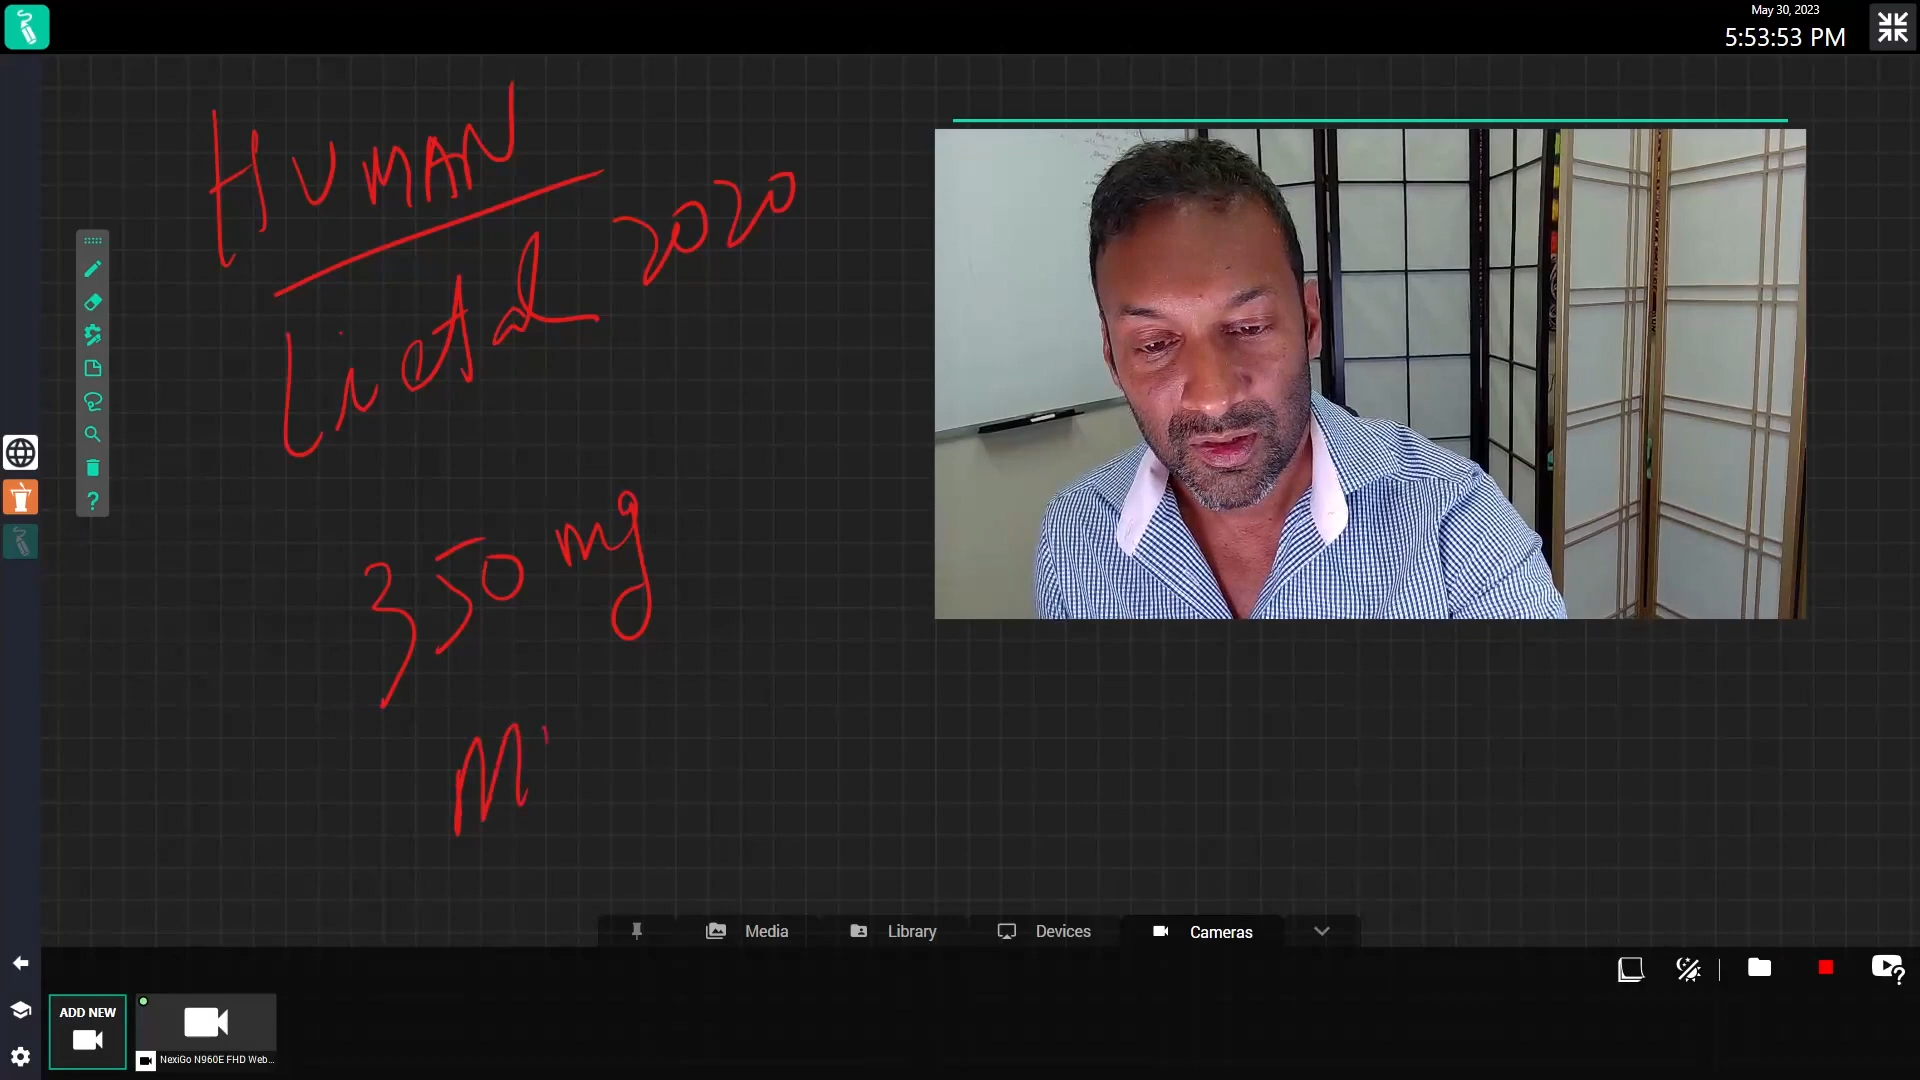 May 30, 2023
5:53:53 PM
HUMAN
Li et al 2020
350 mg
M
?
Media
Library
Devices
Cameras
ADD NEW
NexiGo N960E FHD Web...